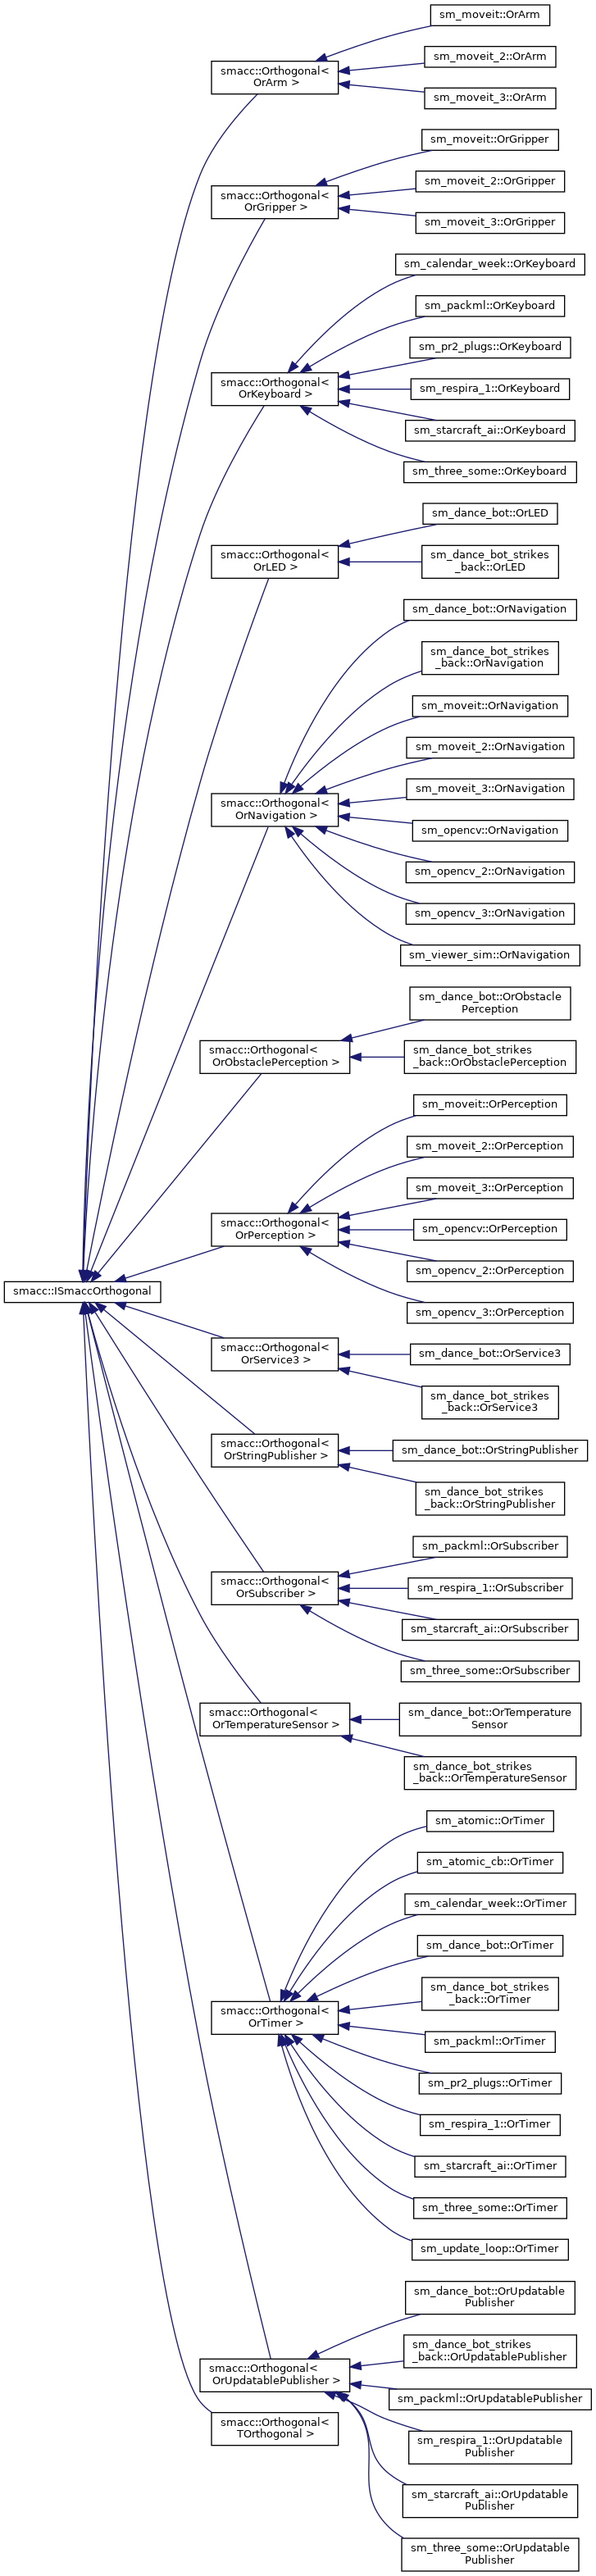 sm_moveit::OrArm
smacc::Orthogonal<
OrArm >
sm_moveit_2::OrArm
sm_moveit_3::OrArm
sm_moveit::OrGripper
smacc::Orthogonal<
OrGripper >
sm_moveit_2::OrGripper
sm_moveit_3::OrGripper
sm_calendar_week::OrKeyboard
sm_packml::OrKeyboard
sm_pr2_plugs::OrKeyboard
smacc::Orthogonal<
OrKeyboard >
sm_respira_1::OrKeyboard
sm_starcraft_ai::OrKeyboard
sm_three_some::OrKeyboard
sm_dance_bot::OrLED
smacc::Orthogonal<
OrLED >
sm_dance_bot_strikes
_back::OrLED
sm_dance_bot::OrNavigation
sm_dance_bot_strikes
_back::OrNavigation
sm_moveit::OrNavigation
sm_moveit_2::OrNavigation
sm_moveit_3::OrNavigation
smacc::Orthogonal<
OrNavigation >
sm_opencv::OrNavigation
sm_opencv_2::OrNavigation
sm_opencv_3::OrNavigation
sm_viewer_sim::OrNavigation
sm_dance_bot::OrObstacle
Perception
smacc::Orthogonal<
OrObstaclePerception >
sm_dance_bot_strikes
_back::OrObstaclePerception
sm_moveit::OrPerception
sm_moveit_2::OrPerception
sm_moveit_3::OrPerception
smacc::Orthogonal<
OrPerception >
sm_opencv::OrPerception
sm_opencv_2::OrPerception
smacc::ISmaccOrthogonal
sm_opencv_3::OrPerception
smacc::Orthogonal<
OrService3 >
sm_dance_bot::OrService3
sm_dance_bot_strikes
_back::OrService3
smacc::Orthogonal<
OrStringPublisher >
sm_dance_bot::OrStringPublisher
sm_dance_bot_strikes
_back::OrStringPublisher
sm_packml::OrSubscriber
smacc::Orthogonal<
OrSubscriber >
sm_respira_1::OrSubscriber
sm_starcraft_ai::OrSubscriber
sm_three_some::OrSubscriber
smacc::Orthogonal<
OrTemperatureSensor >
sm_dance_bot::OrTemperature
Sensor
sm_dance_bot_strikes
_back::OrTemperatureSensor
sm_atomic::OrTimer
sm_atomic_cb::OrTimer
sm_calendar_week::OrTimer
sm_dance_bot::OrTimer
sm_dance_bot_strikes
_back::OrTimer
smacc::Orthogonal<
OrTimer >
sm_packml::OrTimer
sm_pr2_plugs::OrTimer
sm_respira_1::OrTimer
sm_starcraft_ai::OrTimer
sm_three_some::OrTimer
sm_update_loop::OrTimer
sm_dance_bot::OrUpdatable
Publisher
sm_dance_bot_strikes
_back::OrUpdatablePublisher
smacc::Orthogonal<
OrUpdatablePublisher >
sm_packml::OrUpdatablePublisher
smacc::Orthogonal<
TOrthogonal >
sm_respira_1::OrUpdatable
Publisher
sm_starcraft_ai::OrUpdatable
Publisher
sm_three_some::OrUpdatable
Publisher